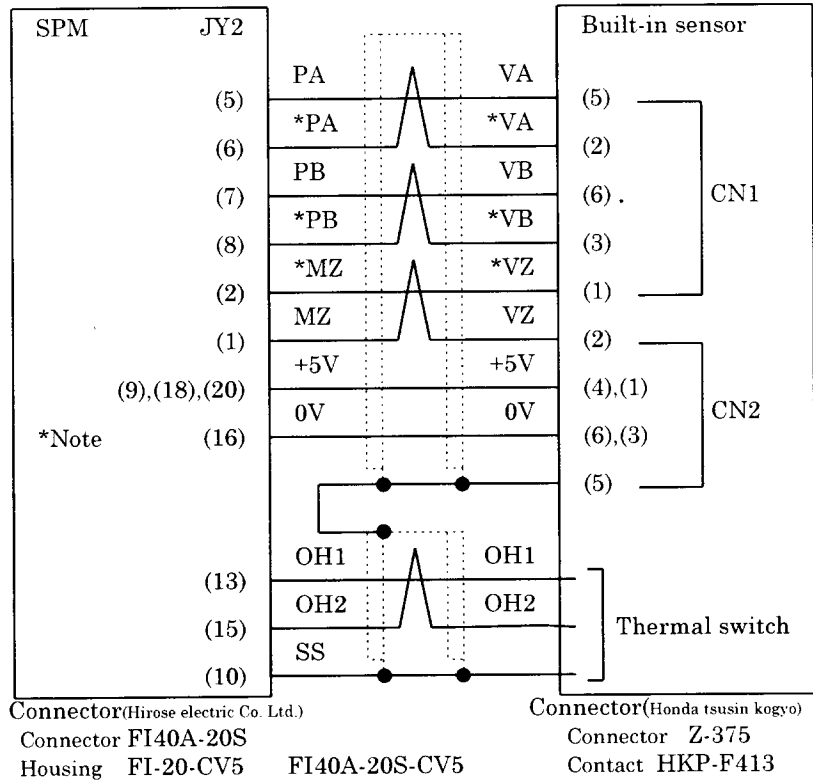 SPM JY2 Built-in sensor
PA VA
(5) (5)
*PA *VA
(6) (2)
PB VB
(7) (6) . CN1
*PB *VB
(8) (3)
*MZ *VZ
(2) (1)
MZ VZ
(1) (2)
+5V +5V
(9),(18),(20) (4),(1)
0V 0V CN2
*Note (16) (6),(3)
(5)
OH1 OH1
(13)
OH2 OH2
(15) Thermal switch
SS
(10)
Connector(Hirose electric Co. Ltd.) Connector(Honda tsusin kogyo)
Connector FI40A-20S Connector Z-375
Housing FI-20-CV5 FI40A-20S-CV5 Contact HKP-F413